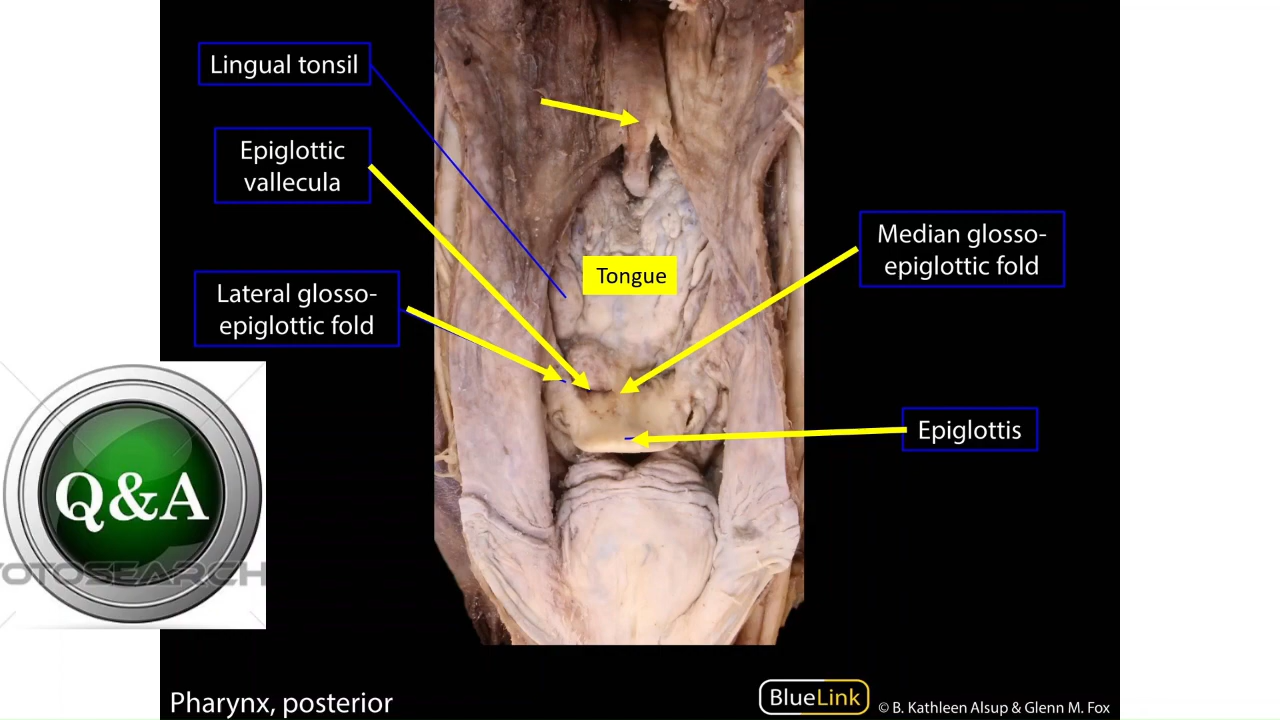 Lingual tonsil
Epiglottic
vallecula
Lateral glosso-
epiglottic fold
Tongue
Median glosso-
epiglottic fold
Epiglottis
Q&A
OTOSEARCH
Pharynx, posterior
BlueLink
© B. Kathleen Alsup & Glenn M. Fox